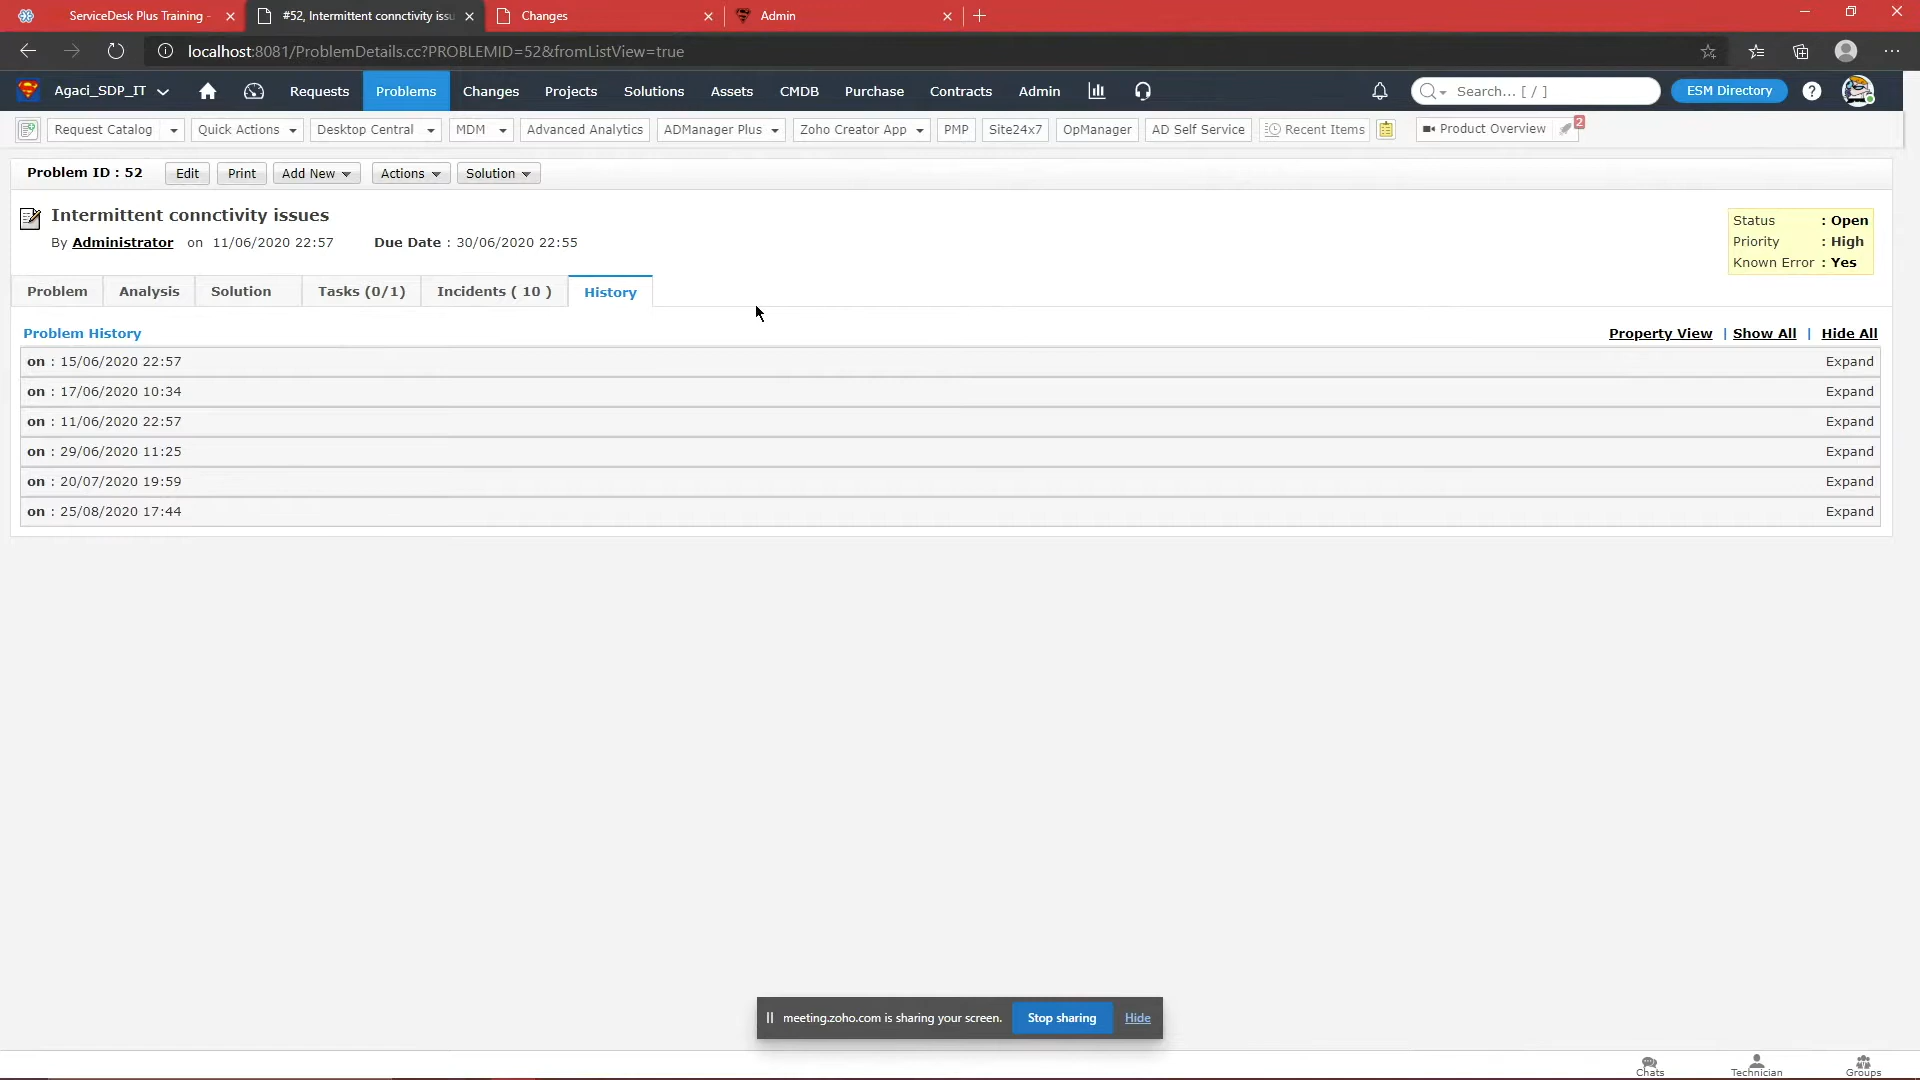 ServiceDesk Plus Training -
#52, Intermittent connctivity issu
Changes
Admin
localhost:8081/ProblemDetails.cc?PROBLEMID=52&fromListView=true
Agaci_SDP_IT Requests Problems Changes Projects Solutions Assets CMDB Purchase Contracts Admin Search... [ / ] ESM Directory ?
Request Catalog Quick Actions Desktop Central MDM Advanced Analytics ADManager Plus Zoho Creator App PMP Site24x7 OpManager AD Self Service Recent Items Product Overview 2
Problem ID : 52 Edit Print Add New Actions Solution
Intermittent connctivity issues
By Administrator on 11/06/2020 22:57 Due Date : 30/06/2020 22:55
Status : Open
Priority : High
Known Error : Yes
Problem Analysis Solution Tasks (0/1) Incidents ( 10 ) History
Problem History Property View | Show All | Hide All
on : 15/06/2020 22:57 Expand
on : 17/06/2020 10:34 Expand
on : 11/06/2020 22:57 Expand
on : 29/06/2020 11:25 Expand
on : 20/07/2020 19:59 Expand
on : 25/08/2020 17:44 Expand
meeting.zoho.com is sharing your screen. Stop sharing Hide
Chats Technician Groups